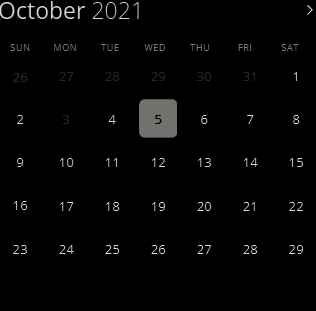 October 2021
SUN MON TUE WED THU FRI SAT
26 27 28 29 30 31 1
2 3 4 5 6 7 8
9 10 11 12 13 14 15
16 17 18 19 20 21 22
23 24 25 26 27 28 29